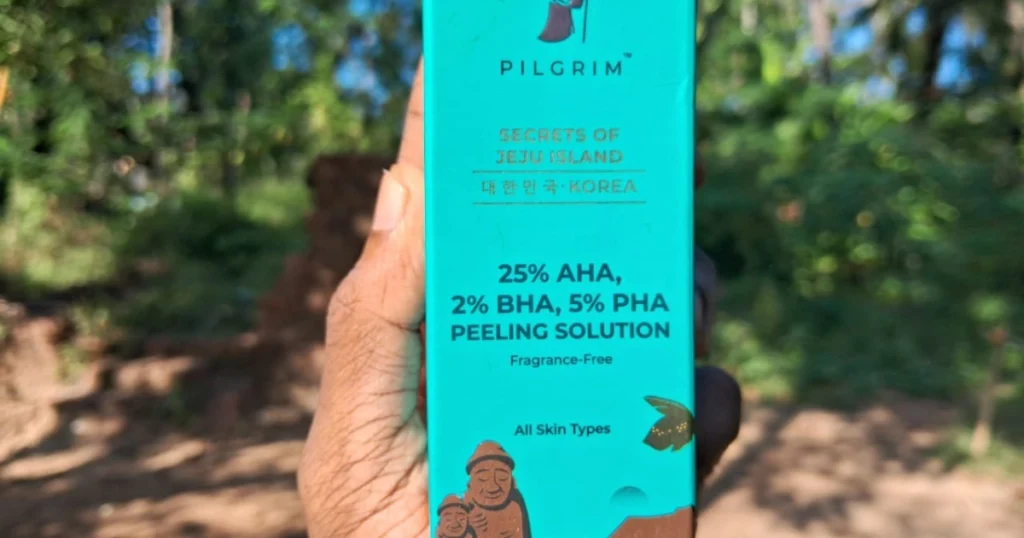 PILGRIM™
SECRETS OF
JEJU ISLAND
대한민국·KOREA
25% AHA,
2% BHA, 5% PHA
PEELING SOLUTION
Fragrance-Free
All Skin Types